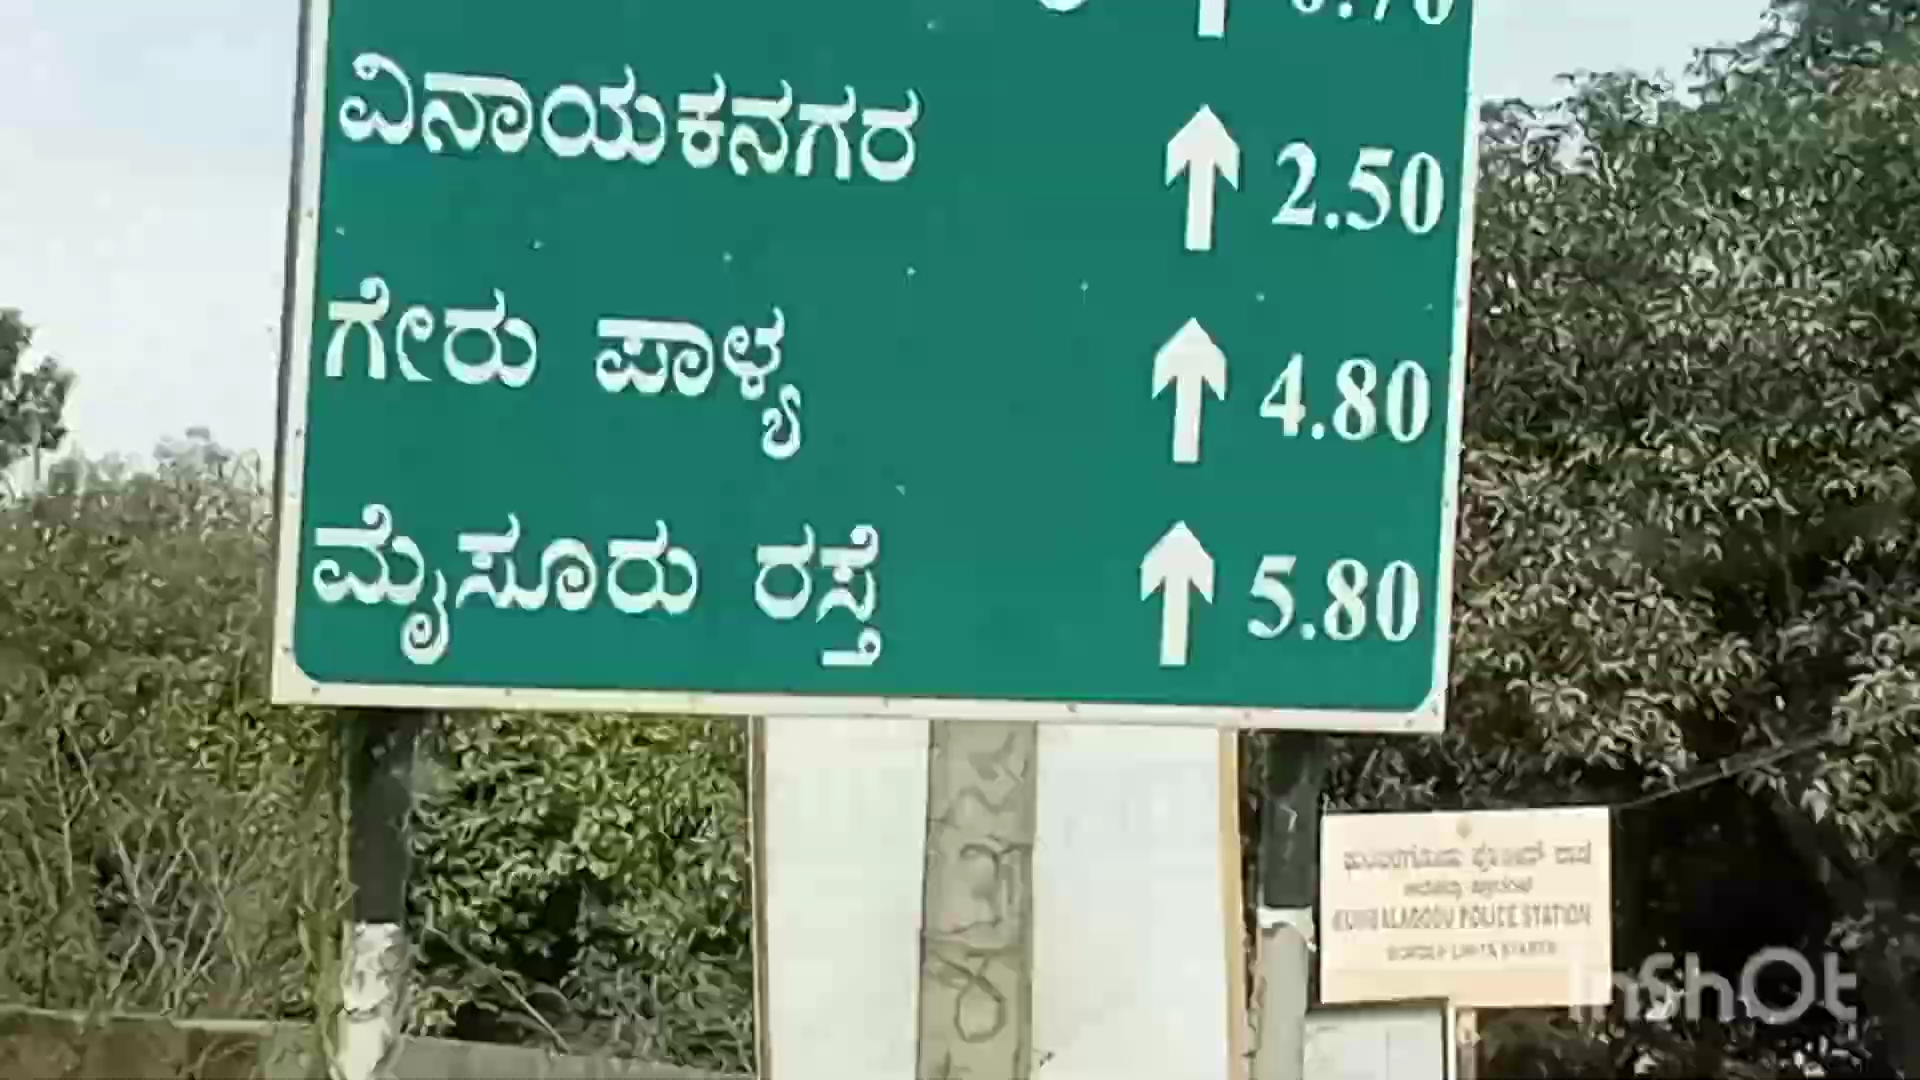 ವಿನಾಯಕನಗರ ↑ 2.50
ಗೇರು ಪಾಳ್ಯ ↑ 4.80
ಮೈಸೂರು ರಸ್ತೆ ↑ 5.80
POLICE STATION
InShOt